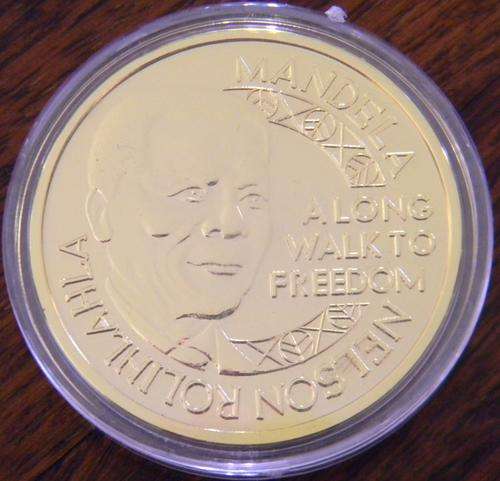 MANDELA
A LONG
WALK TO
FREEDOM
NELSON ROLIHLAHLA